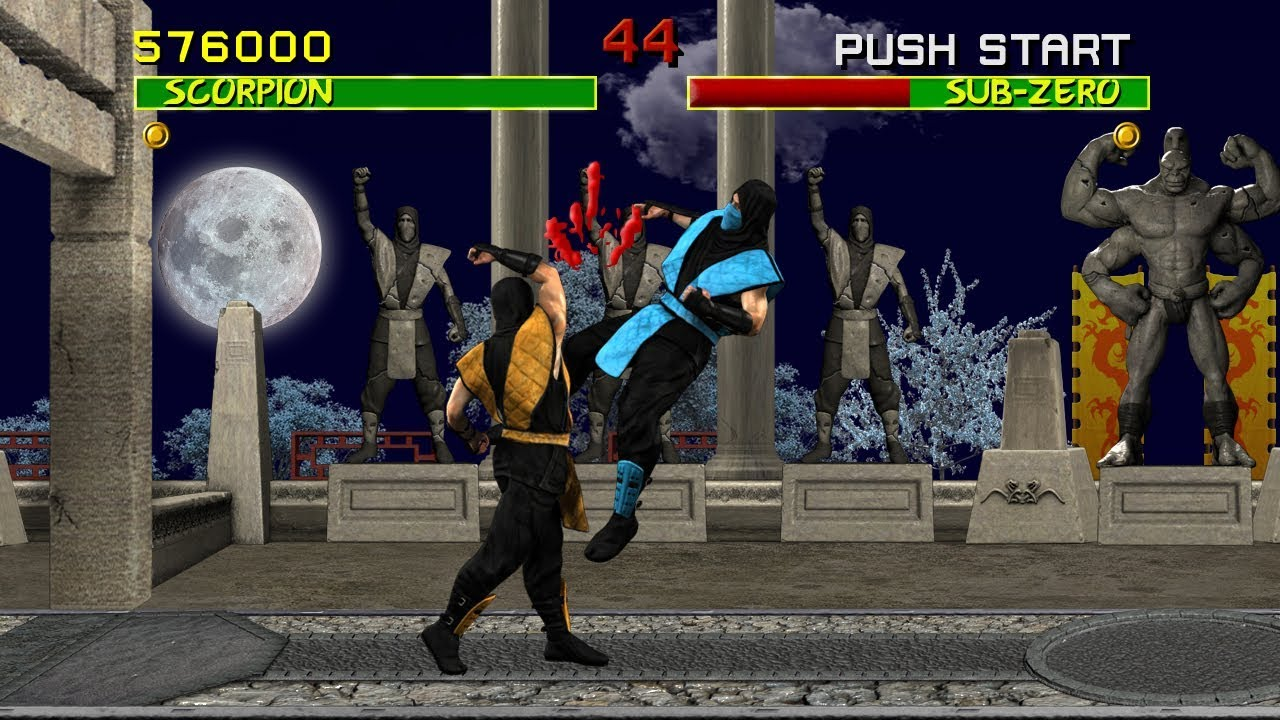 576000
44
PUSH START
SCORPION
SUB-ZERO